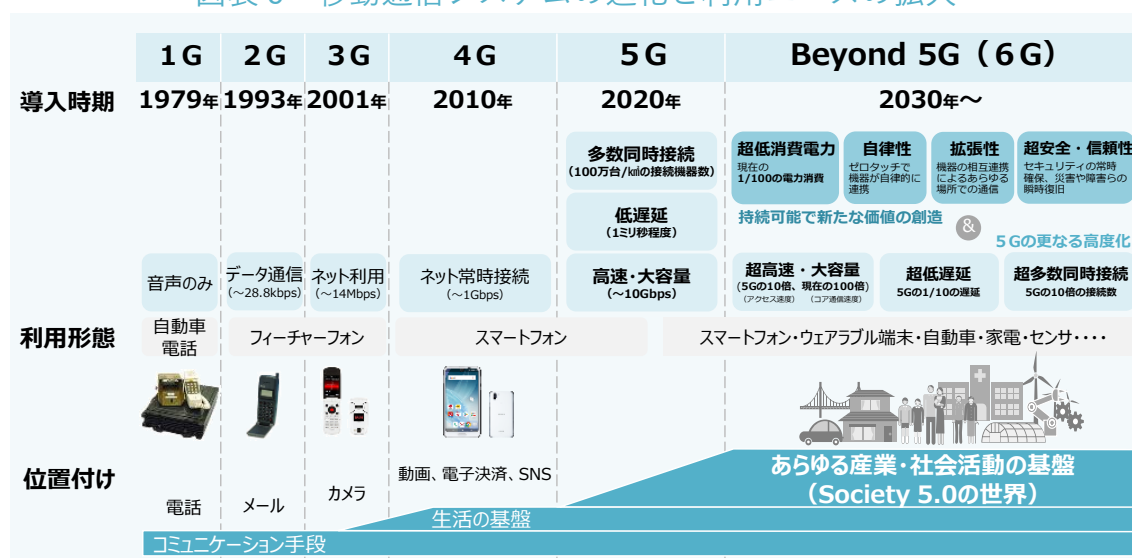 1G 2G 3G 4G 5G Beyond 5G（6G）
導入時期 1979年 1993年 2001年 2010年 2020年 2030年～
多数同時接続
（100万台/㎢の接続機器数）
低遅延
（1ミリ秒程度）
超低消費電力
現在の
1/100の電力消費
自律性
ゼロタッチで
機器が自律的に
連携
拡張性
機器の相互連携
によるあらゆる
場所での通信
超安全・信頼性
セキュリティの常時
確保、災害や障害らの
瞬時復旧
持続可能で新たな価値の創造
&
5Gの更なる高度化
音声のみ
データ通信
（～28.8kbps）
ネット利用
（～14Mbps）
ネット常時接続
（～1Gbps）
高速・大容量
（～10Gbps）
超高速・大容量
（5Gの10倍、現在の100倍）
（アクセス速度） （コア通信速度）
超低遅延
5Gの1/10の遅延
超多数同時接続
5Gの10倍の接続数
利用形態
自動車
電話
フィーチャーフォン
スマートフォン
スマートフォン・ウェアラブル端末・自動車・家電・センサ・・・・
位置付け
電話
メール
カメラ
動画、電子決済、SNS
あらゆる産業・社会活動の基盤
（Society 5.0の世界）
生活の基盤
コミュニケーション手段